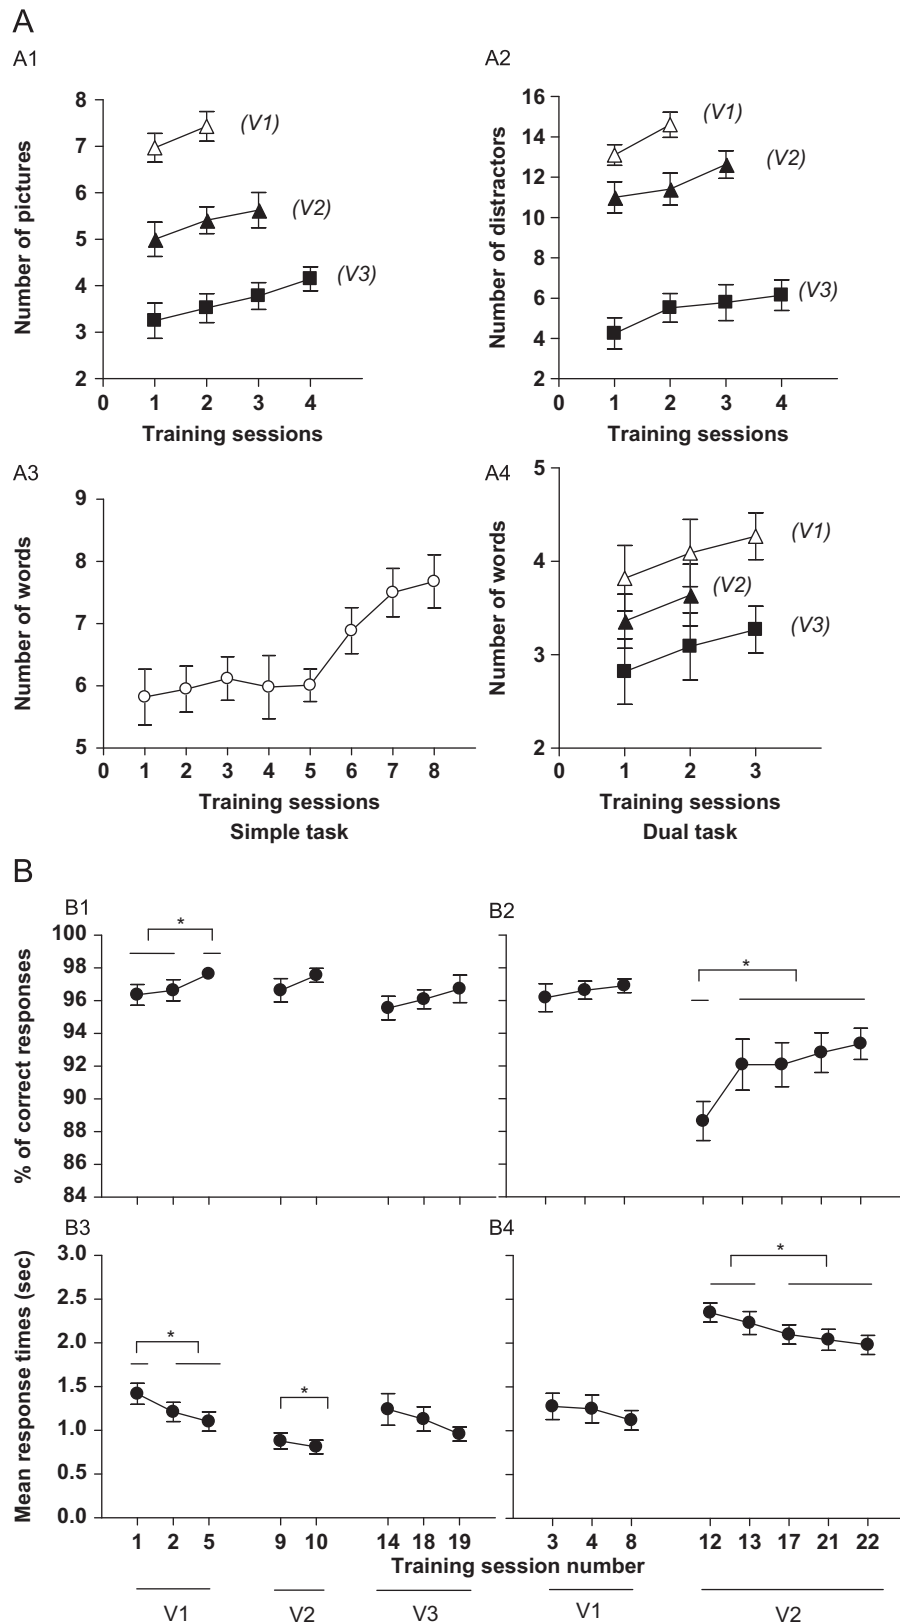 A
A1
8
7
6
5
4
3
2
0 1 2 3 4
Number of pictures
Training sessions
(V1)
(V2)
(V3)
A2
16
14
12
10
8
6
4
2
0 1 2 3 4
Number of distractors
Training sessions
(V1)
(V2)
(V3)
A3
9
8
7
6
5
0 1 2 3 4 5 6 7 8
Number of words
Training sessions
Simple task
A4
5
4
3
2
0 1 2 3
Number of words
Training sessions
Dual task
(V1)
(V2)
(V3)
B
B1
100
98
96
94
92
90
88
86
84
% of correct responses
*
B2
*
B3
3.0
2.5
2.0
1.5
1.0
0.5
0.0
Mean response times (sec)
*
*
1 2 5 9 10 14 18 19
B4
*
3 4 8 12 13 17 21 22
Training session number
V1 V2 V3 V1 V2